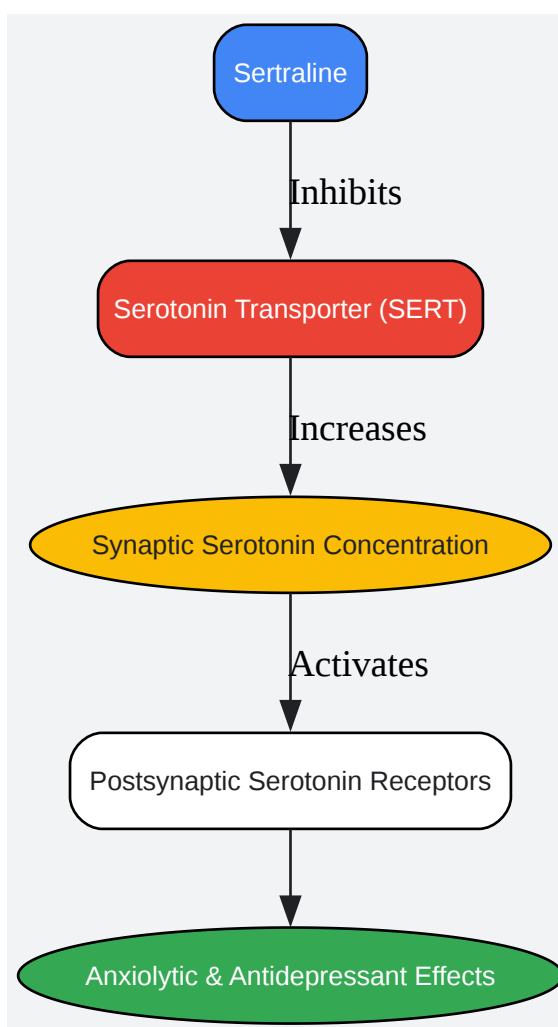 Sertraline
Inhibits
Serotonin Transporter (SERT)
Increases
Synaptic Serotonin Concentration
Activates
Postsynaptic Serotonin Receptors
Anxiolytic & Antidepressant Effects